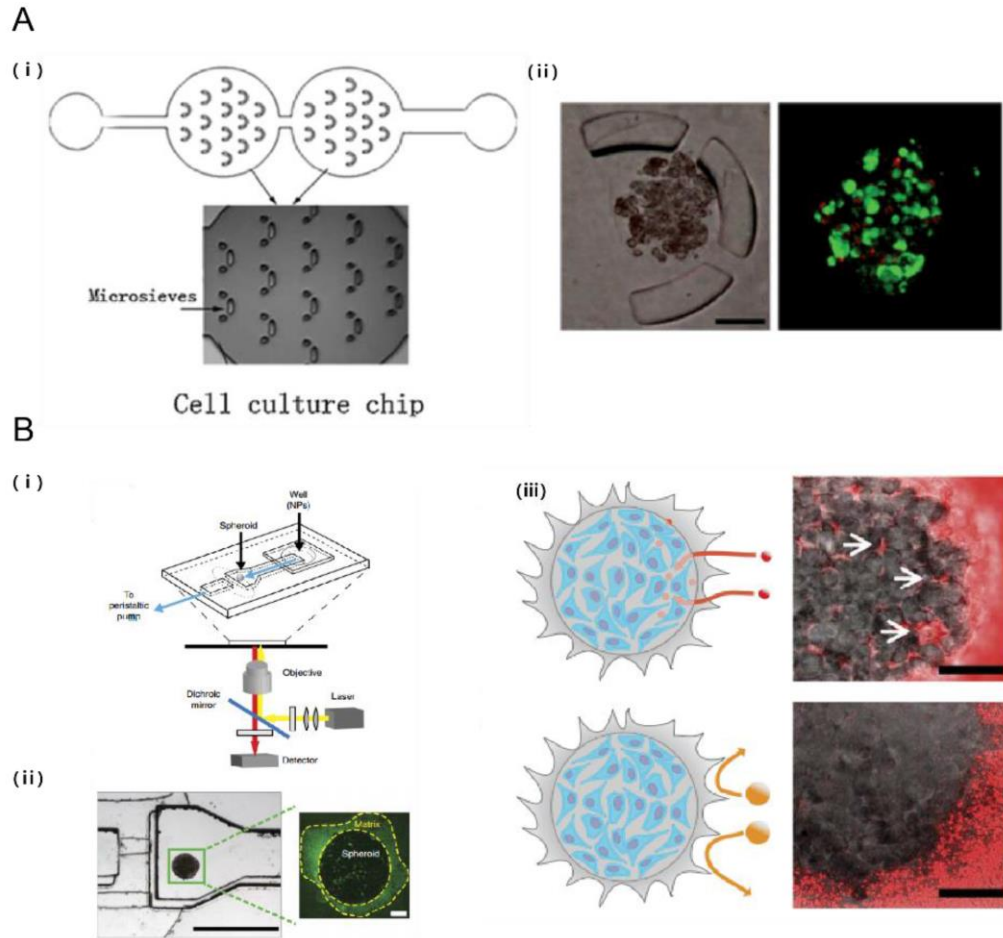 A
(i)
(ii)
Microsieves
Cell culture chip
B
(i)
Well
(NPs)
Spheroid
To
peristaltic
pump
Objective
Dichroic
mirror
Laser
Detector
(ii)
Matrix
Spheroid
(iii)